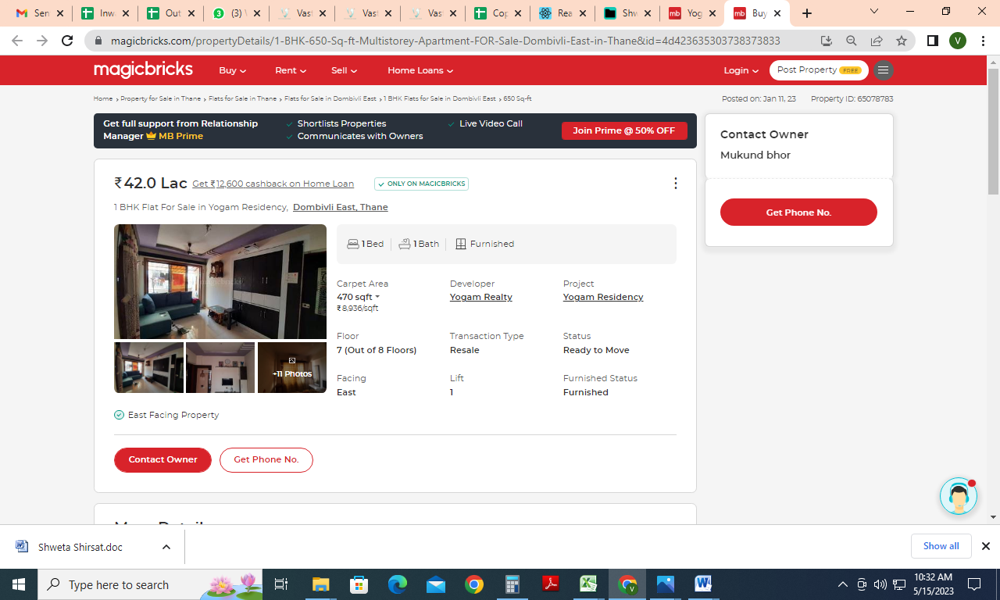 Sen
Inw
Out
(3)
Vast
Vast
Vast
Cop
Rea
Shw
Yog
Buy
magicbricks.com/propertyDetails/1-BHK-650-Sq-ft-Multistorey-Apartment-FOR-Sale-Dombivli-East-in-Thane&id=4d423635303738373833
V
magicbricks Buy Rent Sell Home Loans Login Post Property FREE
Home > Property for Sale in Thane > Flats for Sale in Thane > Flats for Sale in Dombivli East > 1 BHK Flats for Sale in Dombivli East > 650 Sq-ft Posted on: Jan 11, 23 Property ID: 65078783
Get full support from Relationship
Manager MB Prime
Shortlists Properties
Communicates with Owners
Live Video Call
Join Prime @ 50% OFF
Contact Owner
Mukund bhor
Get Phone No.
₹42.0 Lac Get ₹12,600 cashback on Home Loan ONLY ON MAGICBRICKS
1 BHK Flat For Sale in Yogam Residency, Dombivli East, Thane
1 Bed 1 Bath Furnished
Carpet Area
470 sqft
₹8,936/sqft
Developer
Yogam Realty
Project
Yogam Residency
Floor
7 (Out of 8 Floors)
Transaction Type
Resale
Status
Ready to Move
Facing
East
Lift
1
Furnished Status
Furnished
+11 Photos
East Facing Property
Contact Owner Get Phone No.
Shweta Shirsat.doc
Show all
Type here to search
10:32 AM
5/15/2023